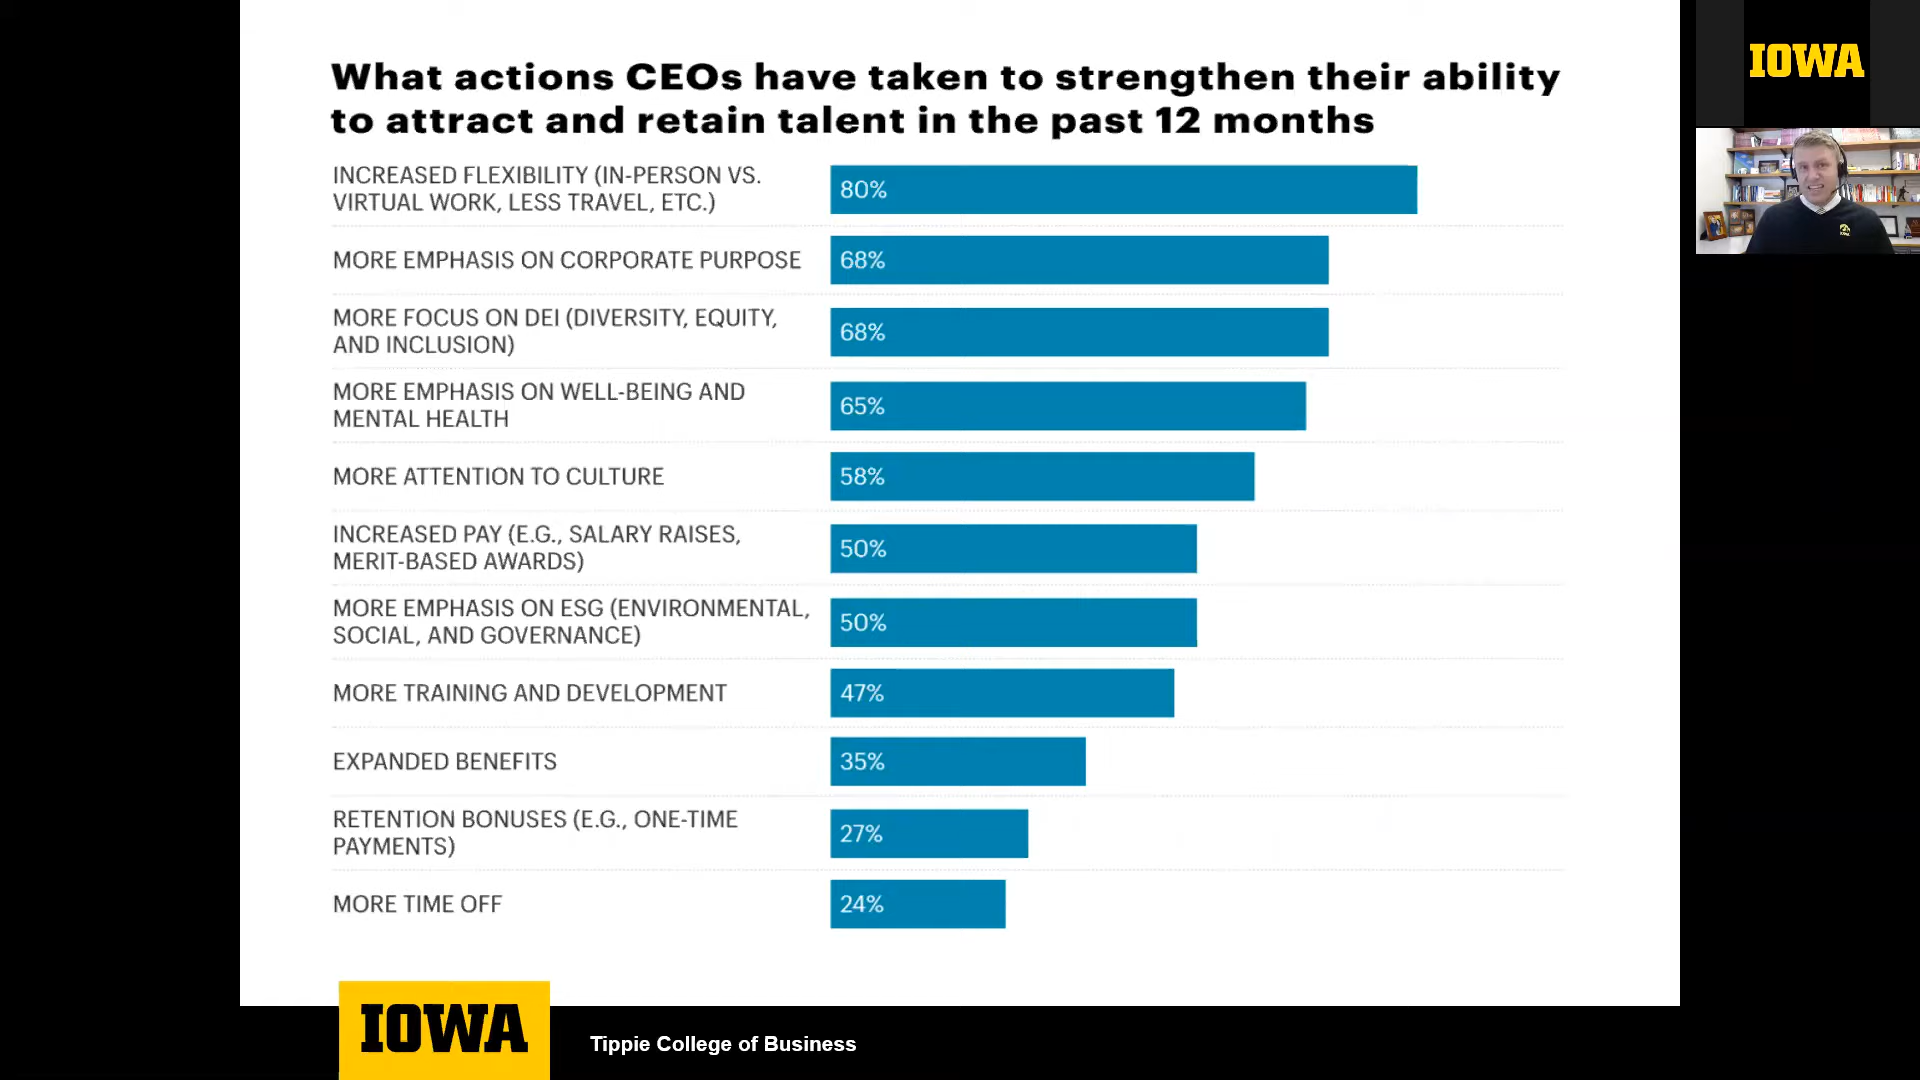 What actions CEOs have taken to strengthen their ability
to attract and retain talent in the past 12 months
INCREASED FLEXIBILITY (IN-PERSON VS.
VIRTUAL WORK, LESS TRAVEL, ETC.)
80%
MORE EMPHASIS ON CORPORATE PURPOSE
68%
MORE FOCUS ON DEI (DIVERSITY, EQUITY,
AND INCLUSION)
68%
MORE EMPHASIS ON WELL-BEING AND
MENTAL HEALTH
65%
MORE ATTENTION TO CULTURE
58%
INCREASED PAY (E.G., SALARY RAISES,
MERIT-BASED AWARDS)
50%
MORE EMPHASIS ON ESG (ENVIRONMENTAL,
SOCIAL, AND GOVERNANCE)
50%
MORE TRAINING AND DEVELOPMENT
47%
EXPANDED BENEFITS
35%
RETENTION BONUSES (E.G., ONE-TIME
PAYMENTS)
27%
MORE TIME OFF
24%
IOWA
Tippie College of Business
IOWA